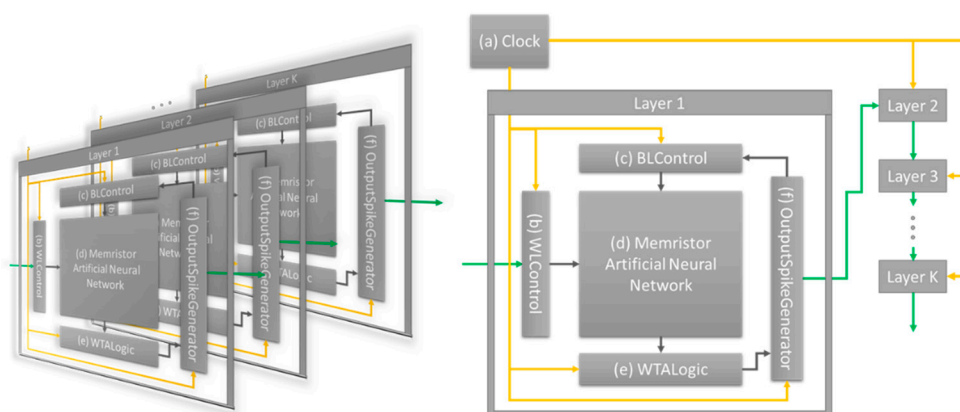 Layer K
Layer 2
Layer 1
(c) BLControl
(c) BLControl
(c) BLControl
(b) WLControl
(d) Memristor
Artificial Neural
Network
(e) WTALogic
(f) OutputSpikeGenerator
(f) OutputSpikeGenerator
(f) OutputSpikeGenerator
(a) Clock
Layer 1
(c) BLControl
(b) WLControl
(d) Memristor
Artificial Neural
Network
(e) WTALogic
(f) OutputSpikeGenerator
Layer 2
Layer 3
Layer K